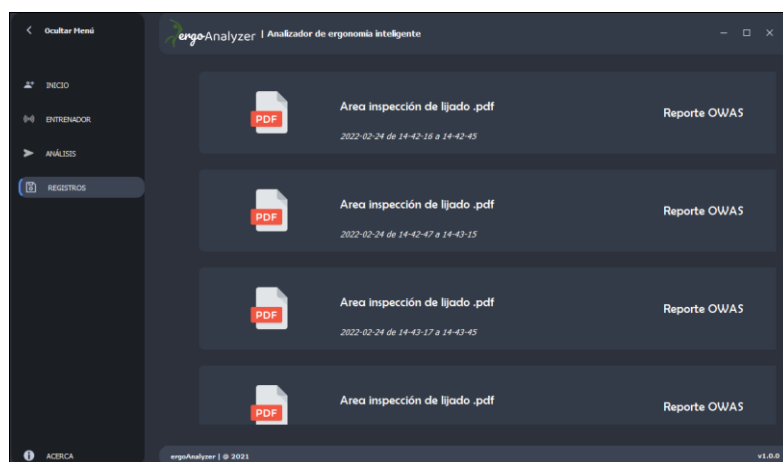 Ocultar Menú
ergoAnalyzer | Analizador de ergonomía inteligente
INICIO
ENTRENADOR
ANÁLISIS
REGISTROS
PDF
Area inspección de lijado .pdf
2022-02-24 de 14-42-16 a 14-42-45
Reporte OWAS
PDF
Area inspección de lijado .pdf
2022-02-24 de 14-42-47 a 14-43-15
Reporte OWAS
PDF
Area inspección de lijado .pdf
2022-02-24 de 14-43-17 a 14-43-45
Reporte OWAS
PDF
Area inspección de lijado .pdf
Reporte OWAS
ACERCA
ergoAnalyzer | @ 2021
v1.0.0